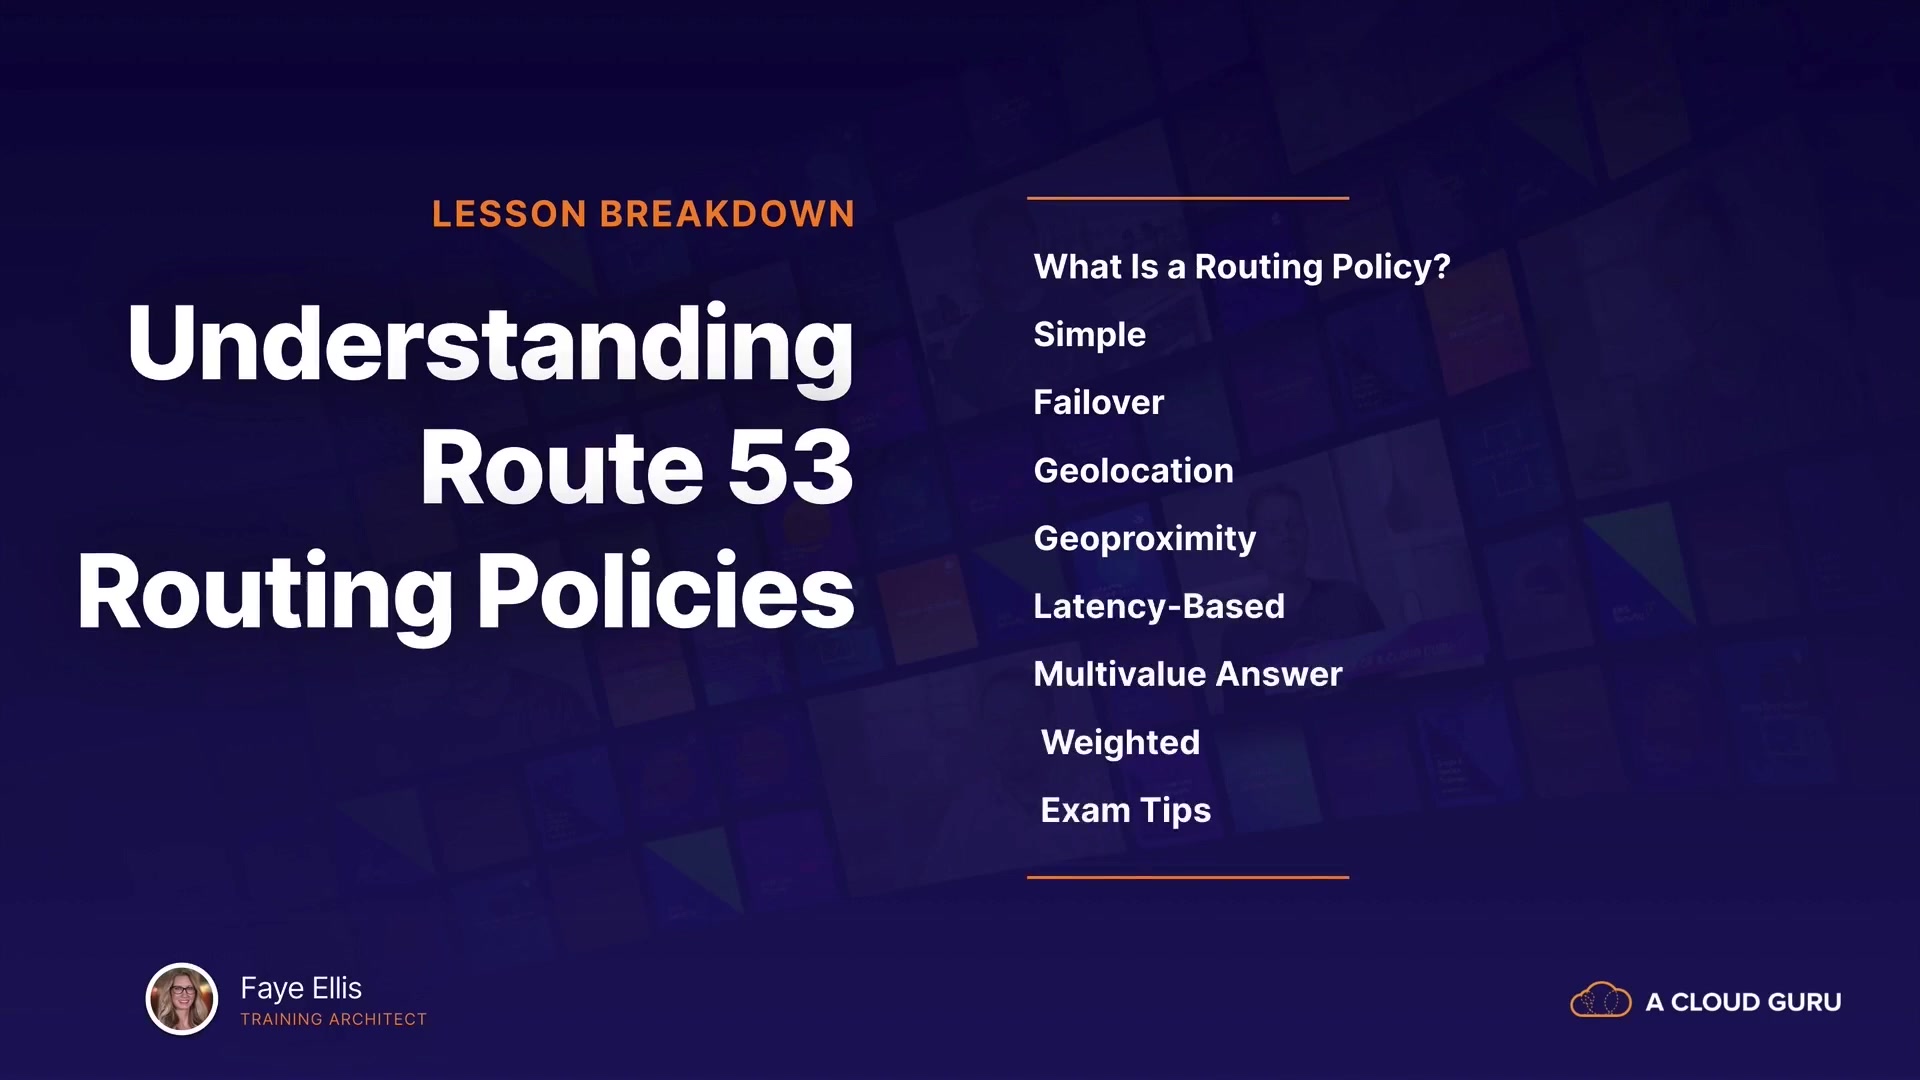 LESSON BREAKDOWN
Understanding
Route 53
Routing Policies
What Is a Routing Policy?
Simple
Failover
Geolocation
Geoproximity
Latency-Based
Multivalue Answer
Weighted
Exam Tips
Faye Ellis
TRAINING ARCHITECT
A CLOUD GURU